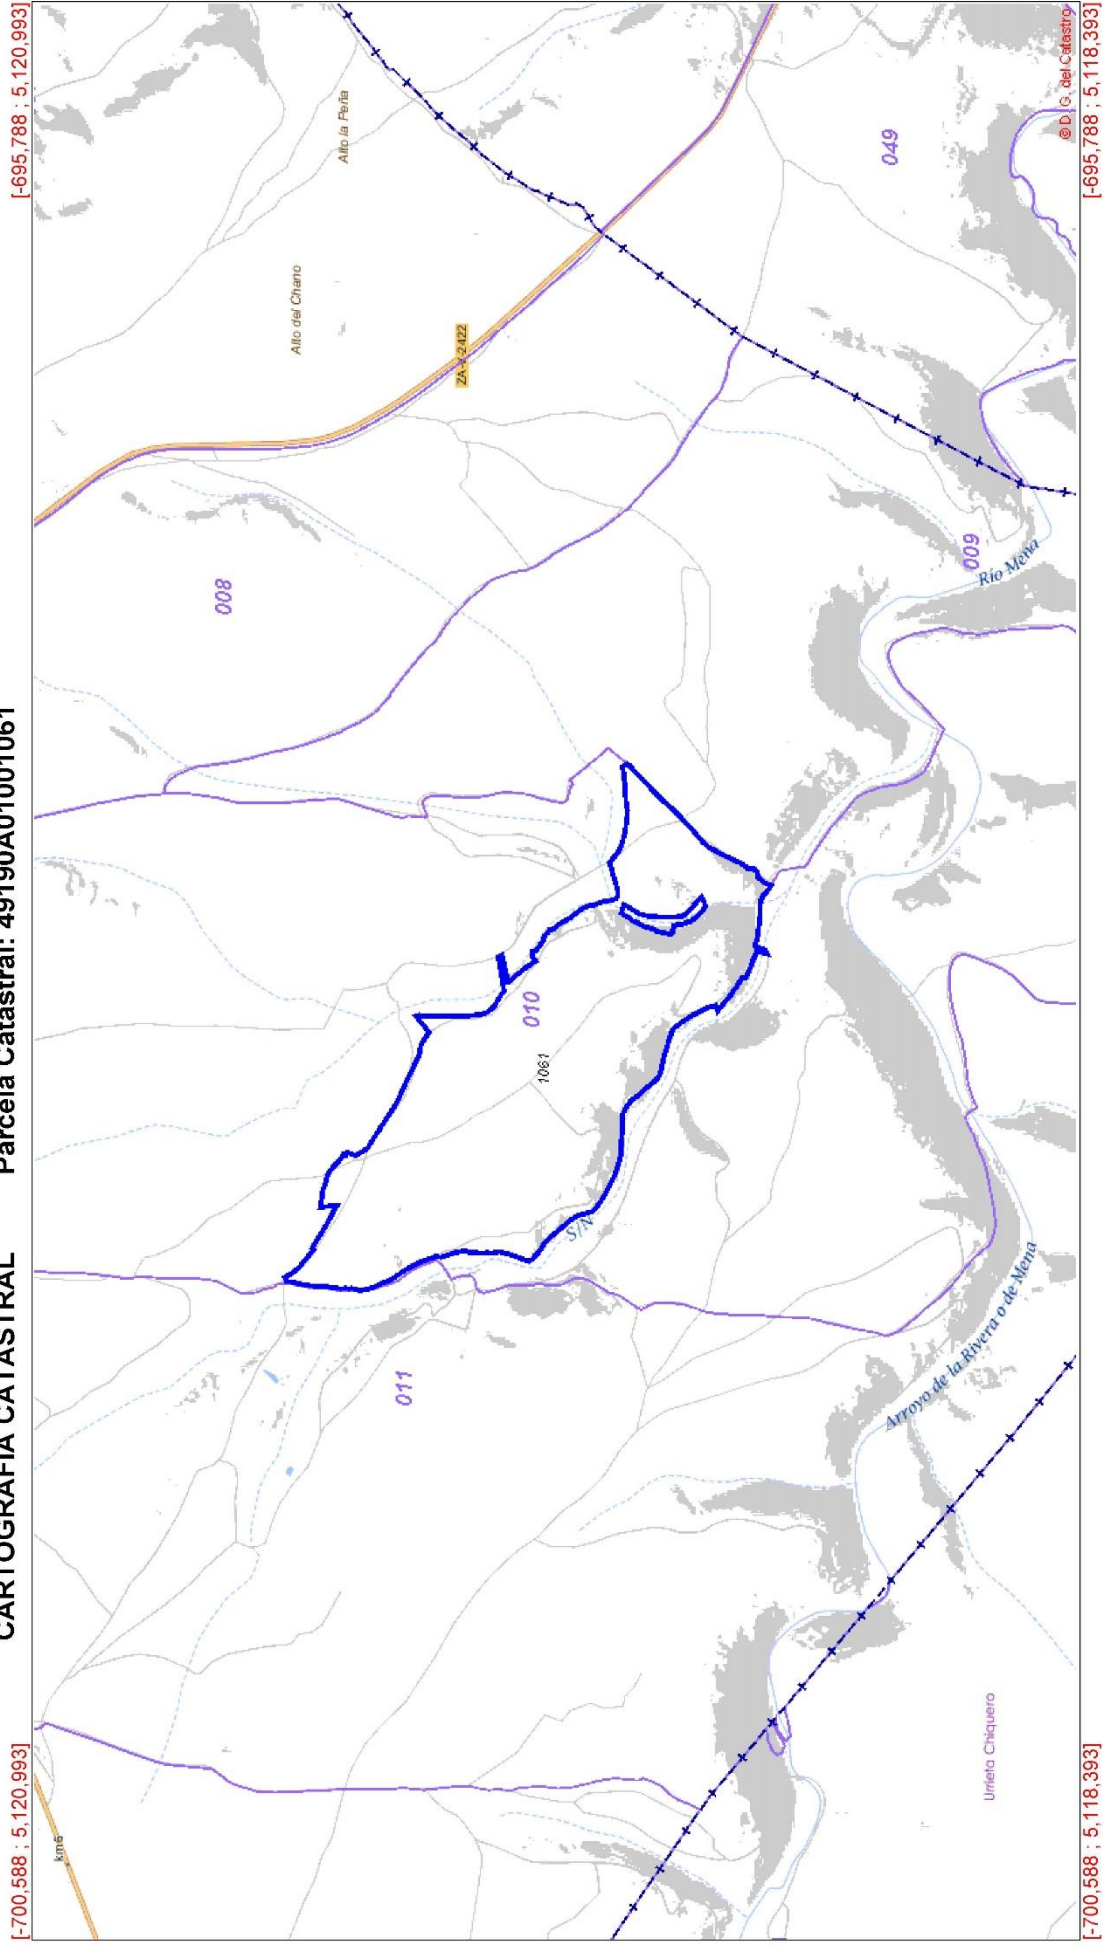 CARTOGRAFÍA CATASTRAL Parcela Catastral: 49190A01001061
[-700,588 ; 5,120,993]
[-695,788 ; 5,120,993]
km6
Alto la Peña
Alto del Chano
ZA-V-2422
008
049
010
1061
011
S/N
009
Río Mena
Arroyo de la Rivera o de Mena
Urrieta Chiquero
© D. G. del Catastro
[-700,588 ; 5,118,393]
[-695,788 ; 5,118,393]